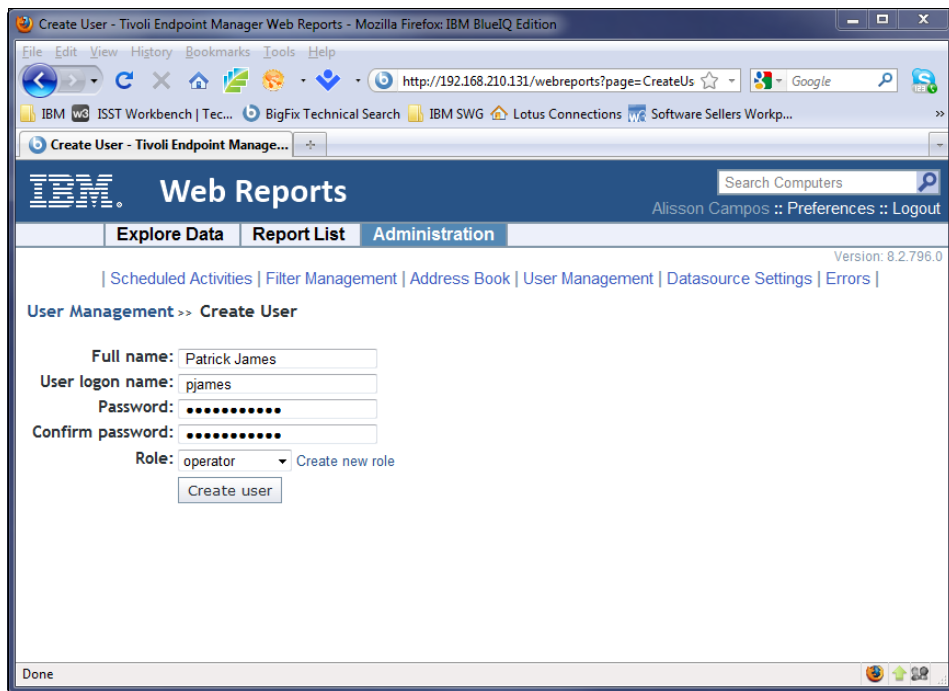 Create User - Tivoli Endpoint Manager Web Reports - Mozilla Firefox: IBM BlueIQ Edition
File Edit View History Bookmarks Tools Help
http://192.168.210.131/webreports?page=CreateUs Google
IBM w3 ISST Workbench | Tec... BigFix Technical Search IBM SWG Lotus Connections Software Sellers Workp... »
Create User - Tivoli Endpoint Manage...
IBM. Web Reports Search Computers
Alisson Campos :: Preferences :: Logout
Explore Data Report List Administration
Version: 8.2.796.0
| Scheduled Activities | Filter Management | Address Book | User Management | Datasource Settings | Errors |
User Management >> Create User
Full name: Patrick James
User logon name: pjames
Password: ●●●●●●●●●●●
Confirm password: ●●●●●●●●●●●
Role: operator Create new role
Create user
Done